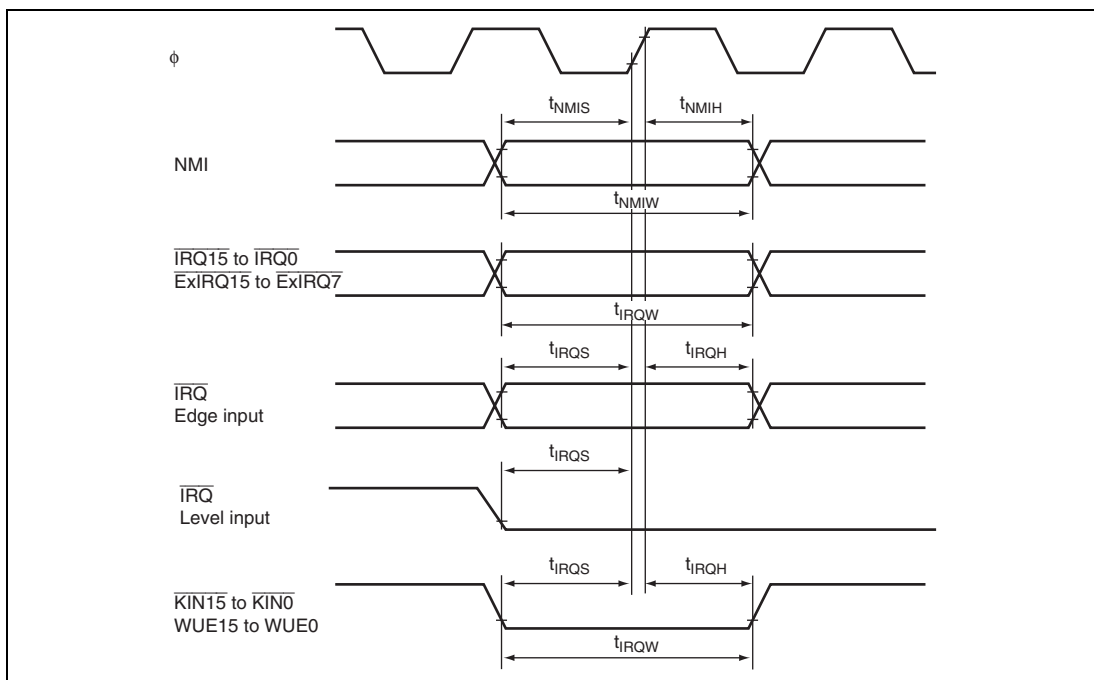 ϕ
tNMIS tNMIH
NMI
tNMIW
IRQ15 to IRQ0
ExIRQ15 to ExIRQ7
tIRQW
tIRQS tIRQH
IRQ
Edge input
tIRQS
IRQ
Level input
tIRQS tIRQH
KIN15 to KIN0
WUE15 to WUE0
tIRQW